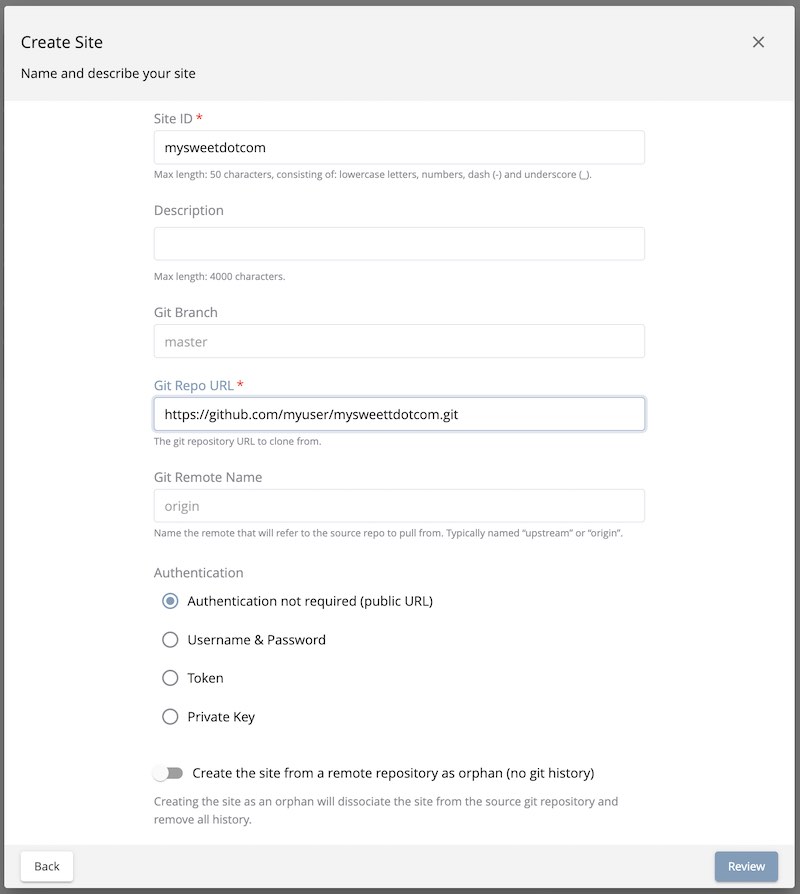 Create Site
Name and describe your site
Site ID *
mysweetdotcom
Max length: 50 characters, consisting of: lowercase letters, numbers, dash (-) and underscore (_).
Description
Max length: 4000 characters.
Git Branch
master
Git Repo URL *
https://github.com/myuser/mysweettdotcom.git
The git repository URL to clone from.
Git Remote Name
origin
Name the remote that will refer to the source repo to pull from. Typically named “upstream” or “origin”.
Authentication
Authentication not required (public URL)
Username & Password
Token
Private Key
Create the site from a remote repository as orphan (no git history)
Creating the site as an orphan will dissociate the site from the source git repository and
remove all history.
Back
Review